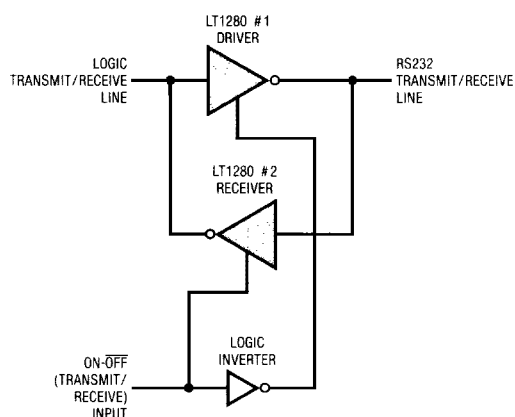 LT1280 #1
DRIVER
LOGIC
TRANSMIT/RECEIVE
LINE
RS232
TRANSMIT/RECEIVE
LINE
LT1280 #2
RECEIVER
ON-OFF
(TRANSMIT/
RECEIVE)
INPUT
LOGIC
INVERTER